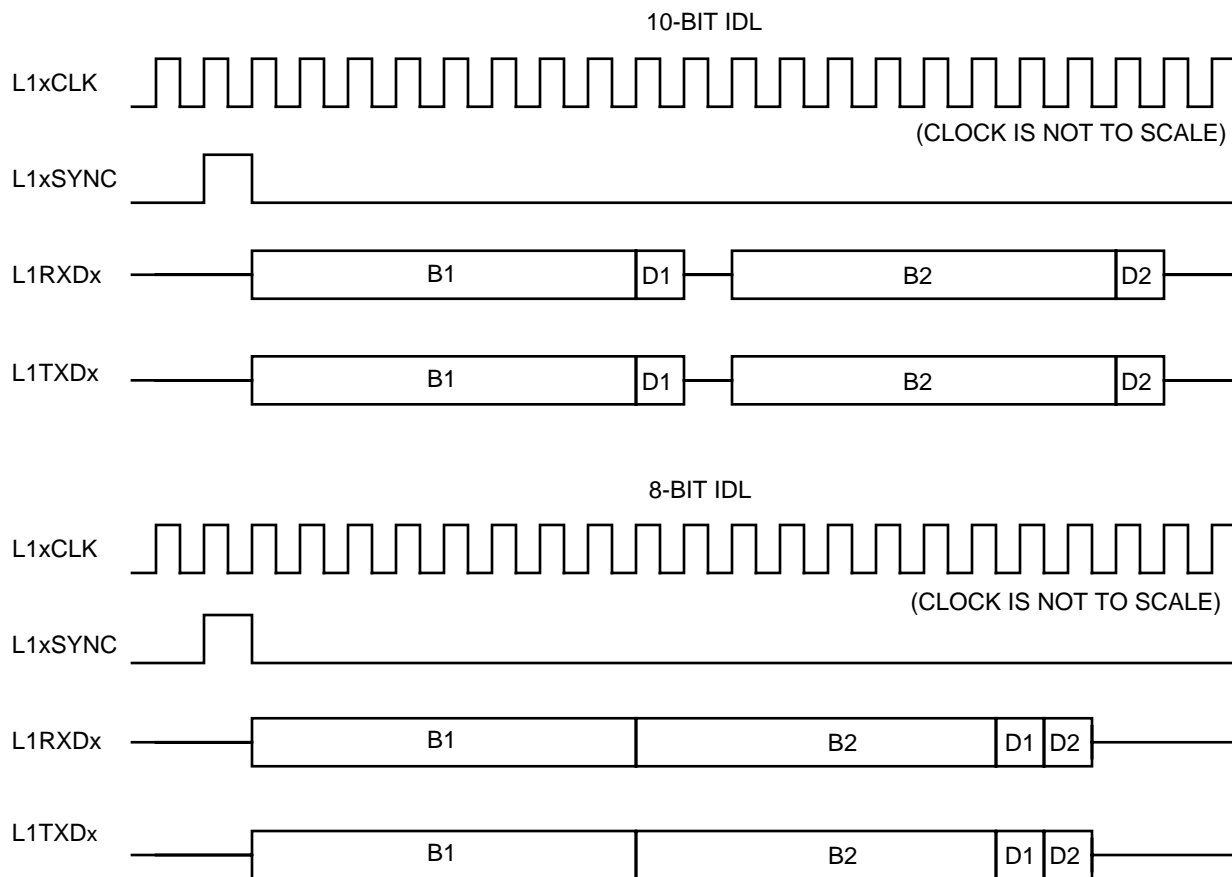 10-BIT IDL
L1xCLK
(CLOCK IS NOT TO SCALE)
L1xSYNC
L1RXDx
B1 D1 B2 D2
L1TXDx
B1 D1 B2 D2
8-BIT IDL
L1xCLK
(CLOCK IS NOT TO SCALE)
L1xSYNC
L1RXDx
B1 B2 D1 D2
L1TXDx
B1 B2 D1 D2